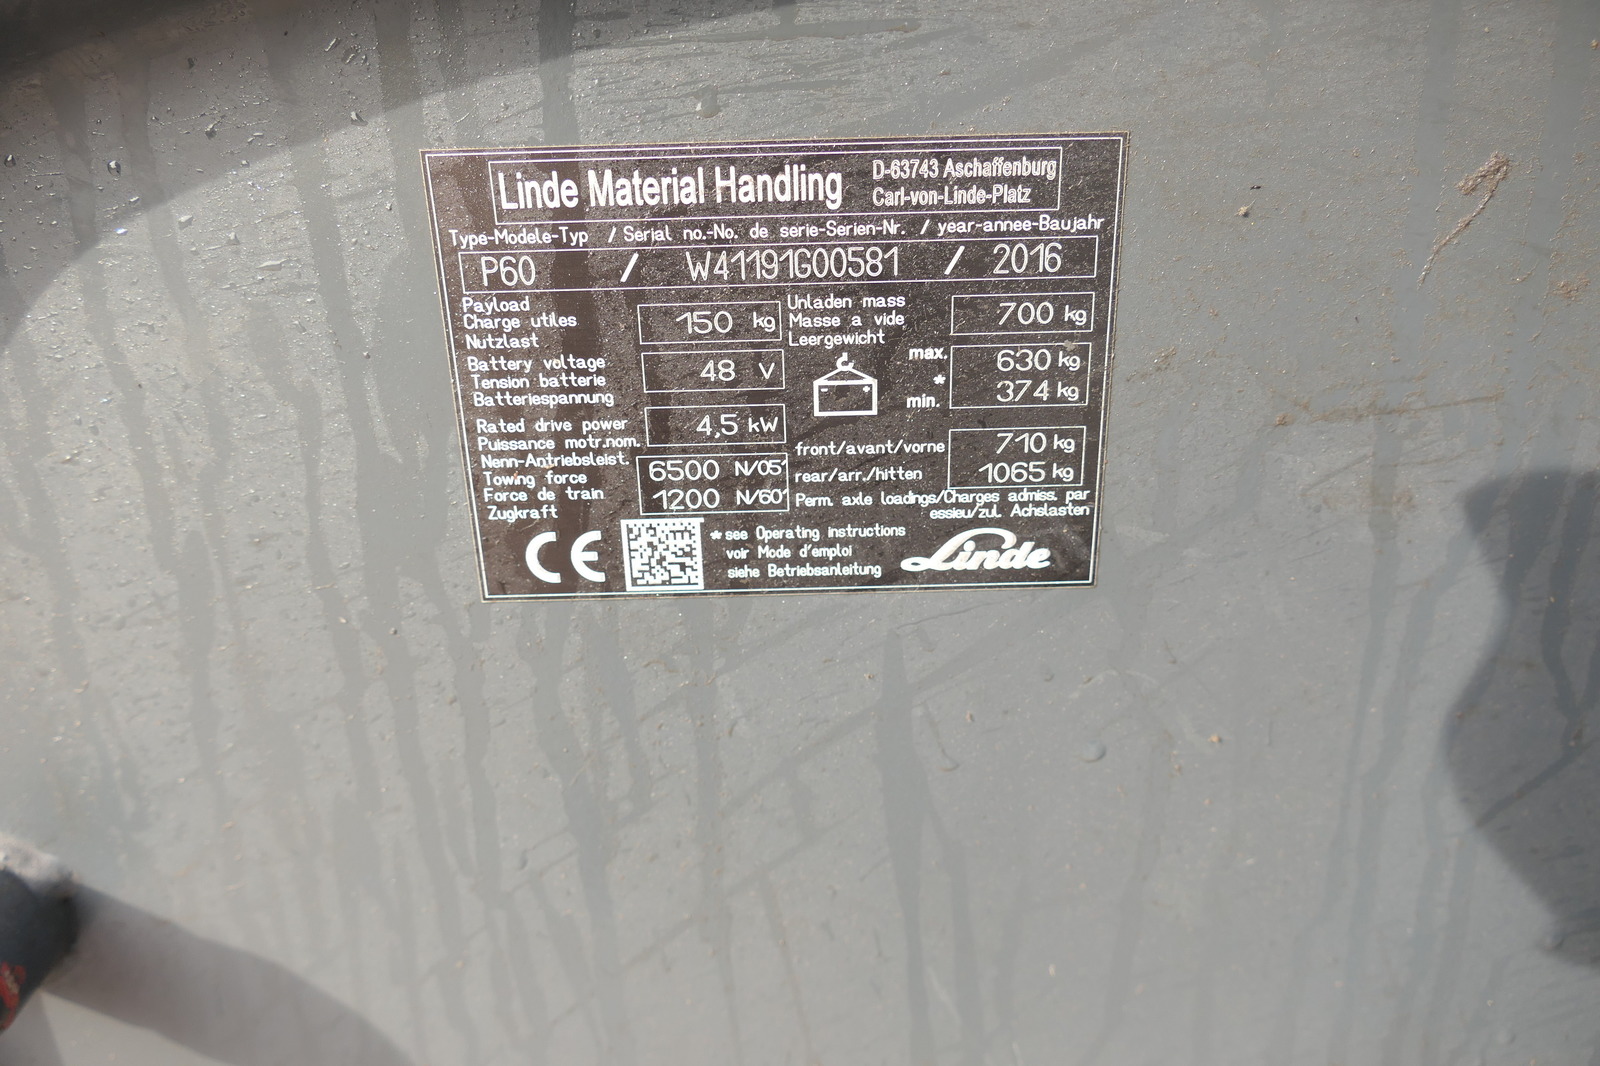 Linde Material Handling
D-63743 Aschaffenburg
Carl-von-Linde-Platz
Type-Modele-Typ / Serial no.-No. de serie-Serien-Nr. / year-annee-Baujahr
P60 / W41191G00581 / 2016
Payload
Charge utiles
Nutzlast
150 kg
Unladen mass
Masse a vide
Leergewicht
700 kg
Battery voltage
Tension batterie
Batteriespannung
48 V
max. 630 kg
*
min. 374 kg
- +
Rated drive power
Puissance motr.nom.
Nenn-Antriebsleist.
4,5 kW
front/avant/vorne 710 kg
rear/arr./hitten 1065 kg
Towing force
Force de train
Zugkraft
6500 N/05'
1200 N/60'
Perm. axle loadings/Charges admiss. par
essieu/zul. Achslasten
CE
* see Operating instructions
voir Mode d'emploi
siehe Betriebsanleitung
Linde